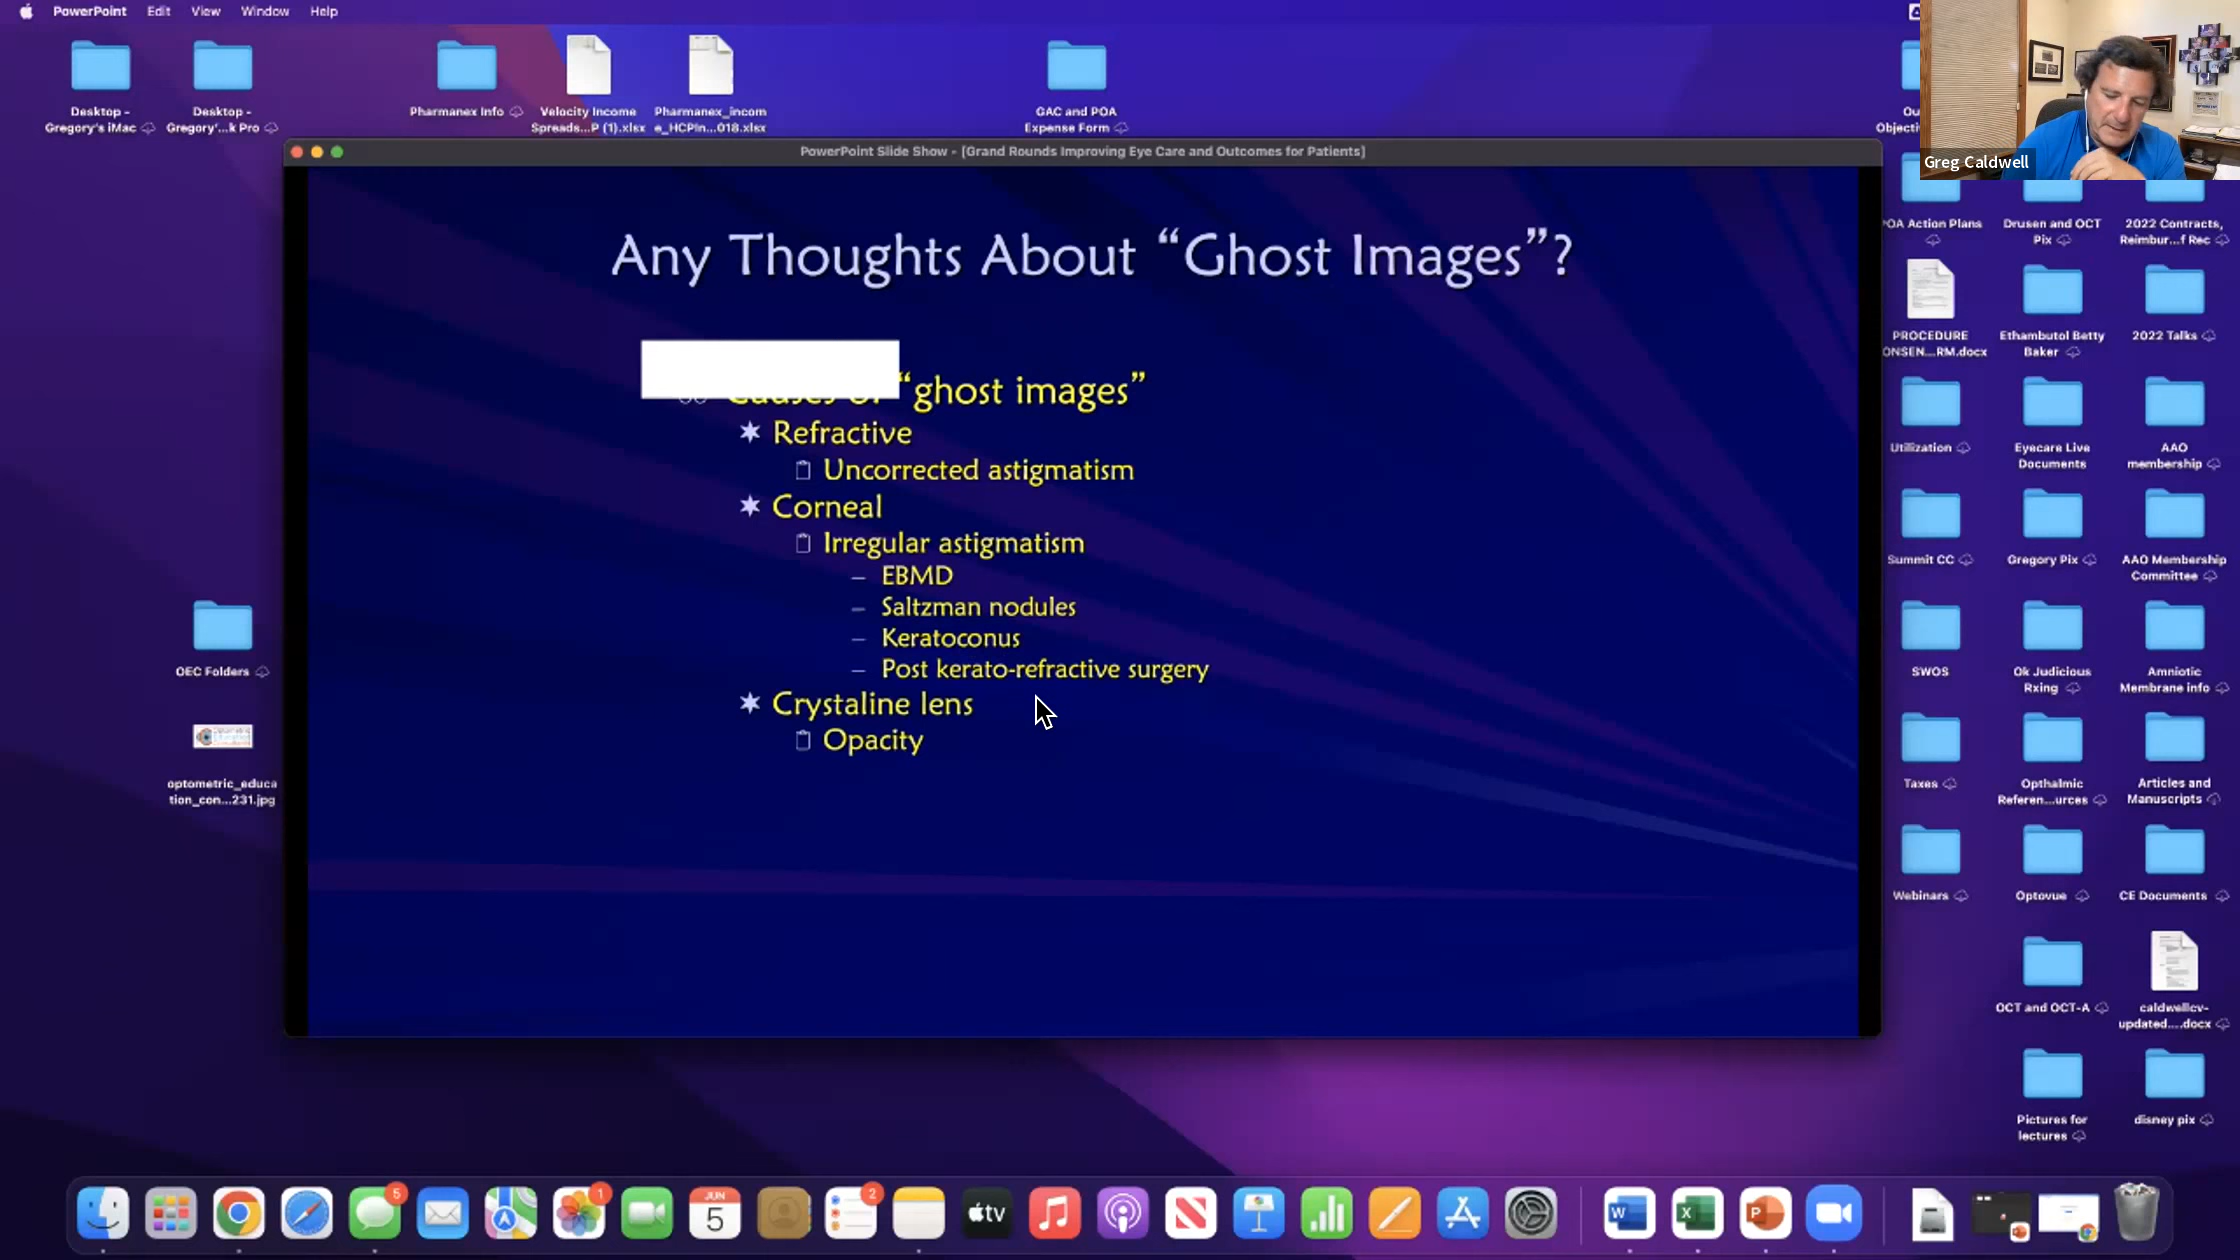 PowerPoint Edit View Window Help
Desktop -
Gregory's iMac
Desktop -
Gregory'...k Pro
Pharmanex Info
Velocity Income
Spreads...P (1).xlsx
Pharmanex_incom
e_HCPIn...018.xlsx
GAC and POA
Expense Form
Greg Caldwell
PowerPoint Slide Show - [Grand Rounds Improving Eye Care and Outcomes for Patients]
Any Thoughts About “Ghost Images”?
Causes of “ghost images”
Refractive
Uncorrected astigmatism
Corneal
Irregular astigmatism
– EBMD
– Saltzman nodules
– Keratoconus
– Post kerato-refractive surgery
Crystaline lens
Opacity
OEC Folders
optometric_educa
tion_con...231.jpg
POA Action Plans
Drusen and OCT
Pix
2022 Contracts,
Reimbur...f Rec
PROCEDURE
ONSEN...RM.docx
Ethambutol Betty
Baker
2022 Talks
Utilization
Eyecare Live
Documents
AAO
membership
Summit CC
Gregory Pix
AAO Membership
Committee
SWOS
Ok Judicious
Rxing
Amniotic
Membrane info
Taxes
Opthalmic
Referen...urces
Articles and
Manuscripts
Webinars
Optovue
CE Documents
OCT and OCT-A
caldwellcv-
updated....docx
Pictures for
lectures
disney pix
5
1
JUN
5
2
tv
W
X
P